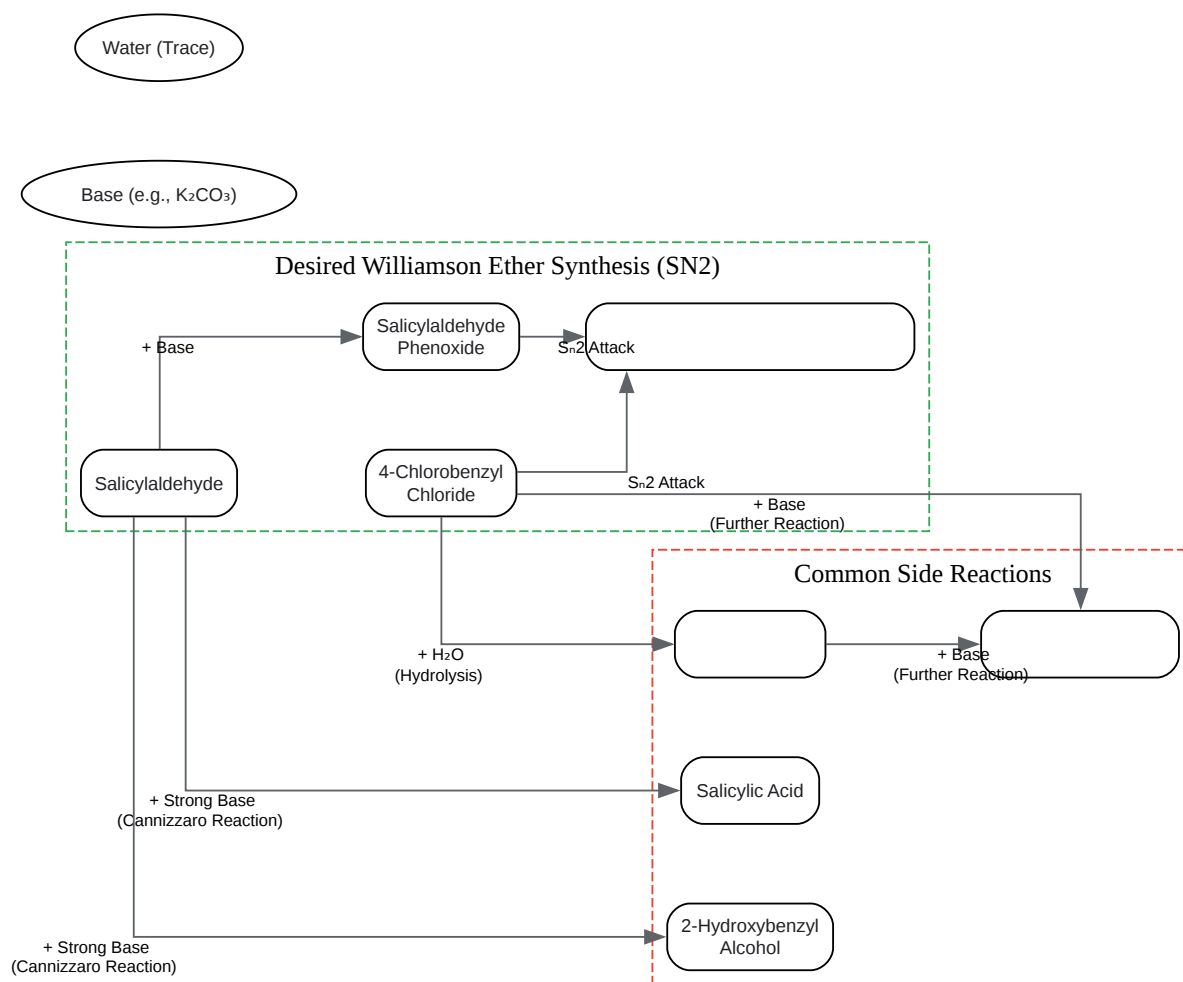 Water (Trace)
Base (e.g., K₂CO₃)
Desired Williamson Ether Synthesis (SN2)
Salicylaldehyde
Phenoxide
+ Base
Sₙ2 Attack
Salicylaldehyde
4-Chlorobenzyl
Chloride
Sₙ2 Attack
+ Base
(Further Reaction)
Common Side Reactions
+ H₂O
(Hydrolysis)
+ Base
(Further Reaction)
Salicylic Acid
+ Strong Base
(Cannizzaro Reaction)
2-Hydroxybenzyl
Alcohol
+ Strong Base
(Cannizzaro Reaction)